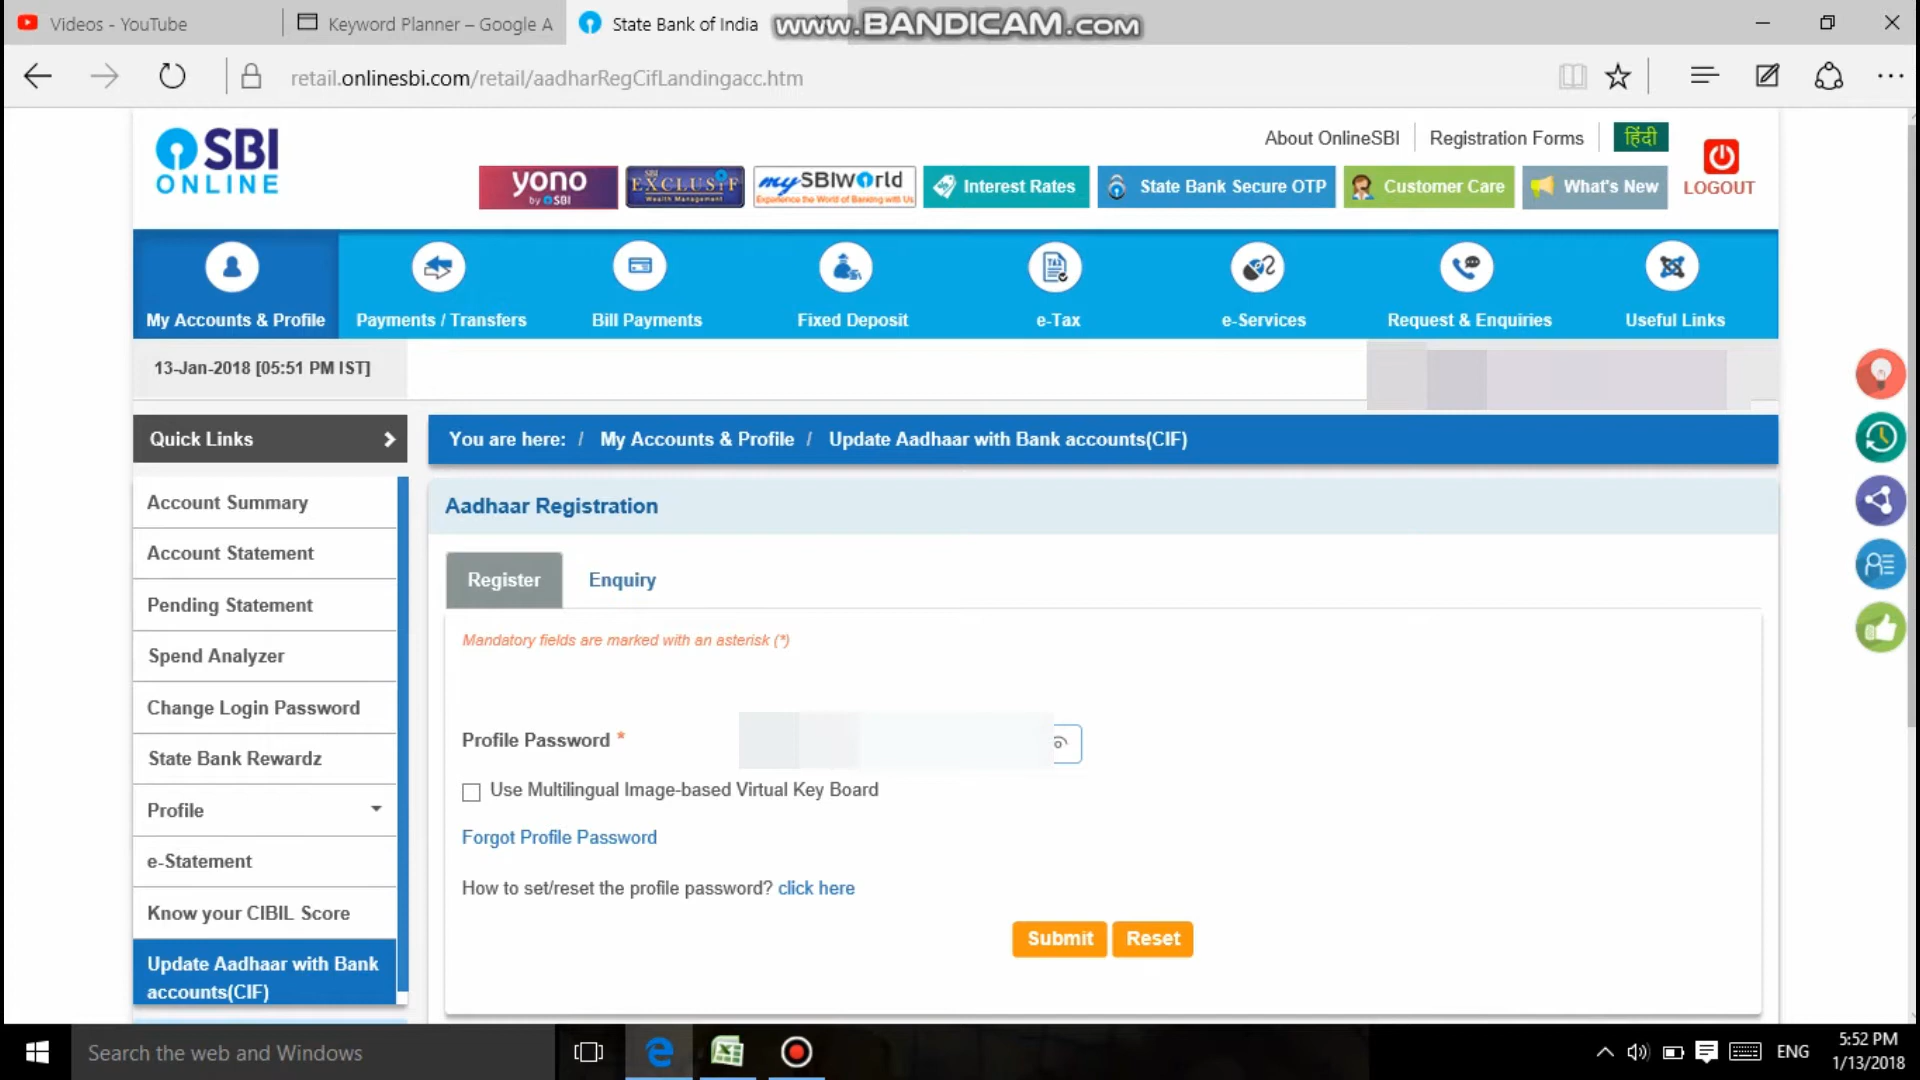 Videos - YouTube
Keyword Planner – Google A
State Bank of India
www.BANDICAM.com
retail.onlinesbi.com/retail/aadharRegCifLandingacc.htm
SBI
ONLINE
About OnlineSBI
Registration Forms
हिंदी
LOGOUT
yono
by SBI
SBI
EXCLUSIF
Wealth Management
mySBIWorld
Experience the World of Banking with Us
Interest Rates
State Bank Secure OTP
Customer Care
What's New
My Accounts & Profile
Payments / Transfers
Bill Payments
Fixed Deposit
TAX
e-Tax
e-Services
Request & Enquiries
Useful Links
13-Jan-2018 [05:51 PM IST]
Quick Links
You are here: / My Accounts & Profile / Update Aadhaar with Bank accounts(CIF)
Account Summary
Account Statement
Pending Statement
Spend Analyzer
Change Login Password
State Bank Rewardz
Profile
e-Statement
Know your CIBIL Score
Update Aadhaar with Bank
accounts(CIF)
Aadhaar Registration
Register
Enquiry
Mandatory fields are marked with an asterisk (*)
Profile Password *
Use Multilingual Image-based Virtual Key Board
Forgot Profile Password
How to set/reset the profile password? click here
Submit
Reset
Search the web and Windows
ENG
5:52 PM
1/13/2018